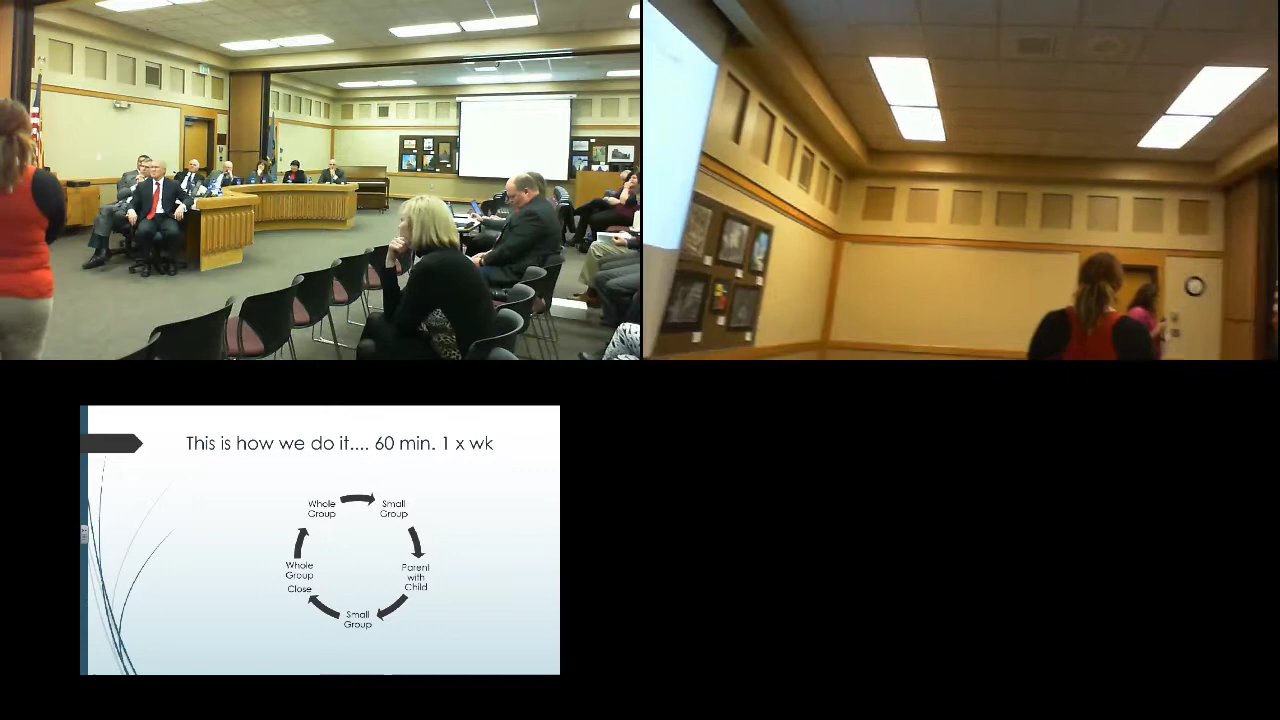 This is how we do it.... 60 min. 1 x wk
Whole
Group
Small
Group
Parent
with
Child
Small
Group
Whole
Group
Close